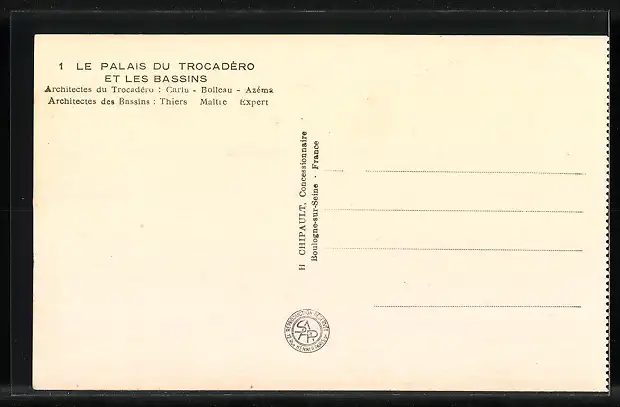 1 LE PALAIS DU TROCADÉRO
ET LES BASSINS
Architectes du Trocadéro : Carlu - Boileau - Azéma
Architectes des Bassins : Thiers Maître Expert
H CHIPAULT, Concessionnaire
Boulogne-sur-Seine - France